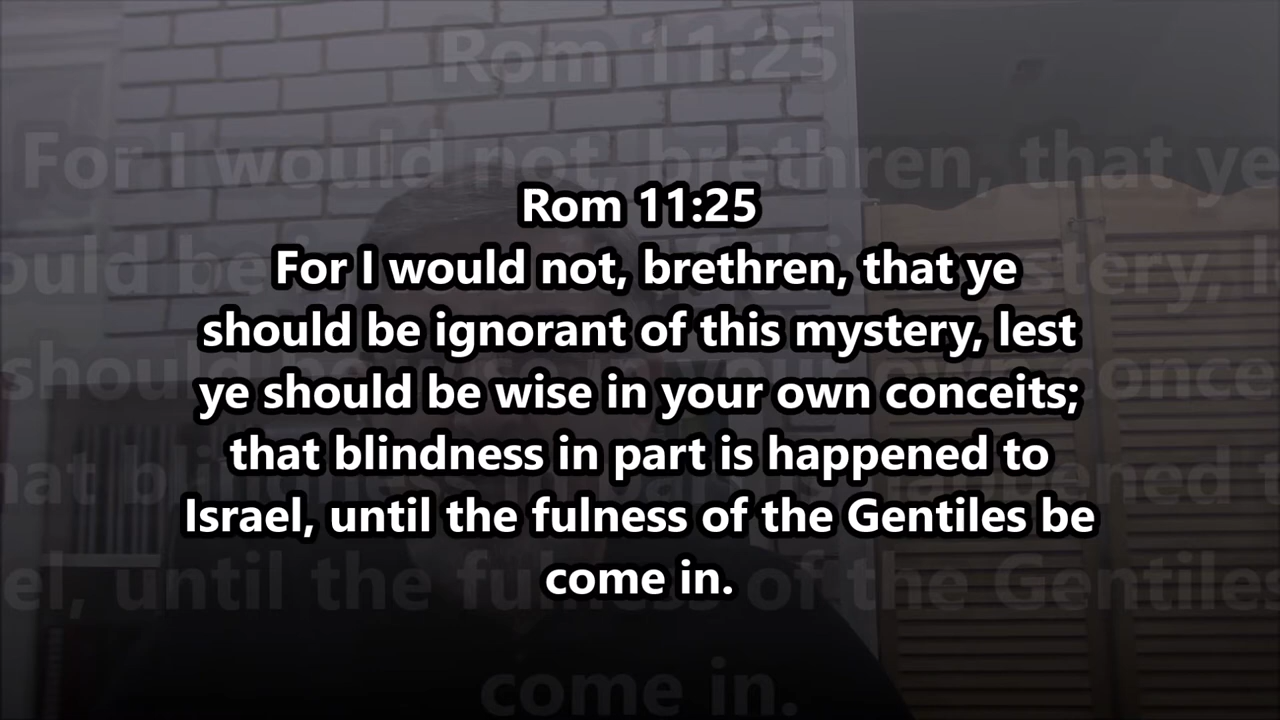 Rom 11:25
For I would not, brethren, that ye
should be ignorant of this mystery, lest
ye should be wise in your own conceits;
that blindness in part is happened to
Israel, until the fulness of the Gentiles be
come in.